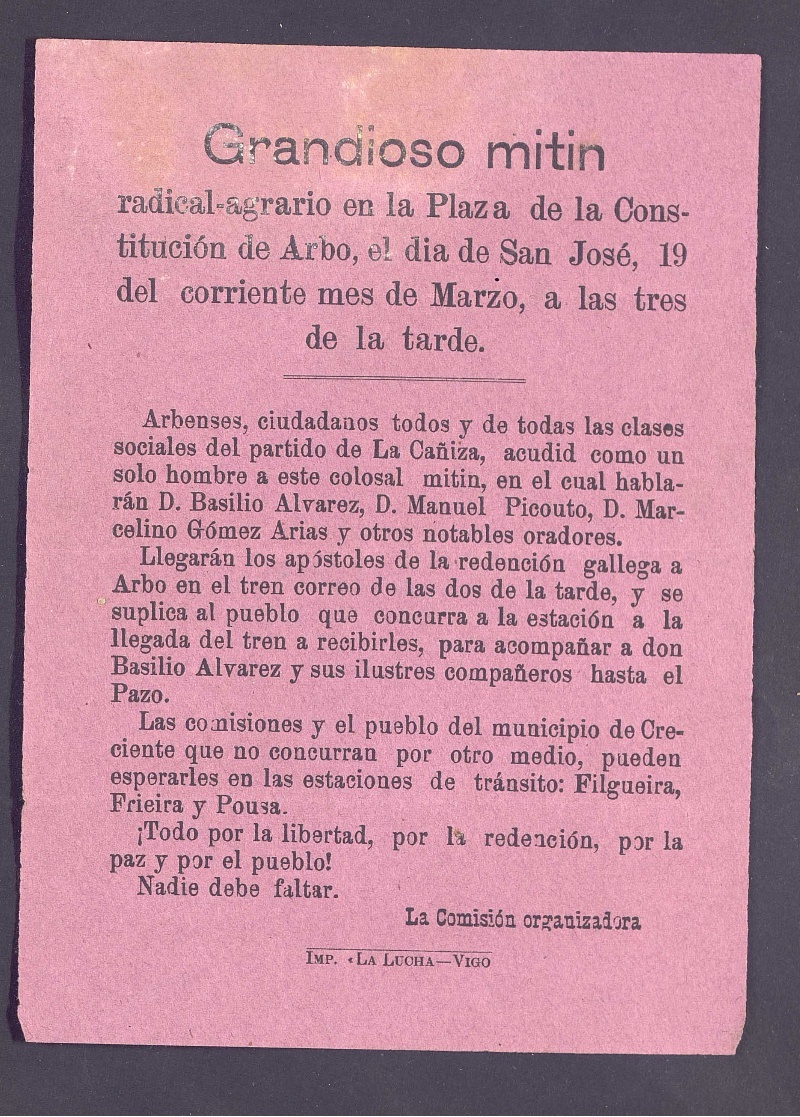 Grandioso mitin
radical-agrario en la Plaza de la Cons-
titución de Arbo, el dia de San José, 19
del corriente mes de Marzo, a las tres
de la tarde.
Arbenses, ciudadanos todos y de todas las clases
sociales del partido de La Cañiza, acudid como un
solo hombre a este colosal mitin, en el cual habla-
rán D. Basilio Alvarez, D. Manuel Picouto, D. Mar-
celino Gómez Arias y otros notables oradores.
Llegarán los apóstoles de la redención gallega a
Arbo en el tren correo de las dos de la tarde, y se
suplica al pueblo que concurra a la estación a la
llegada del tren a recibirles, para acompañar a don
Basilio Alvarez y sus ilustres compañeros hasta el
Pazo.
Las comisiones y el pueblo del municipio de Cre-
ciente que no concurran por otro medio, pueden
esperarles en las estaciones de tránsito: Filgueira,
Frieira y Pousa.
¡Todo por la libertad, por la redención, por la
paz y por el pueblo!
Nadie debe faltar.
La Comisión organizadora
IMP. «LA LUCHA—VIGO